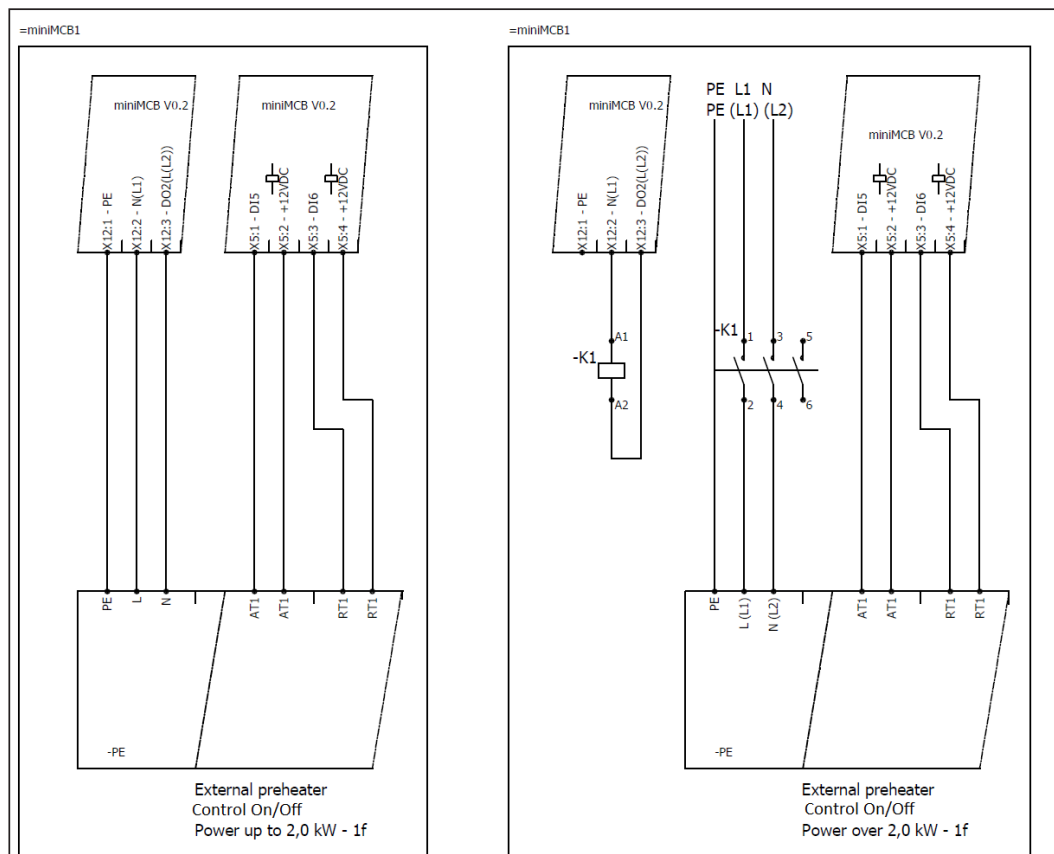 =miniMCB1
miniMCB V0.2
miniMCB V0.2
X12:1 - PE
X12:2 - N(L1)
X12:3 - DO2(L(L2))
X5:1 - DI5
X5:2 - +12VDC
X5:3 - DI6
X5:4 - +12VDC
PE
L
N
AT1
AT1
RT1
RT1
-PE
External preheater
Control On/Off
Power up to 2,0 kW - 1f
=miniMCB1
miniMCB V0.2
PE L1 N
PE (L1) (L2)
miniMCB V0.2
X12:1 - PE
X12:2 - N(L1)
X12:3 - DO2(L(L2))
X5:1 - DI5
X5:2 - +12VDC
X5:3 - DI6
X5:4 - +12VDC
A1
-K1
A2
-K1
1
3
5
2
4
6
PE
L (L1)
N (L2)
AT1
AT1
RT1
RT1
-PE
External preheater
Control On/Off
Power over 2,0 kW - 1f